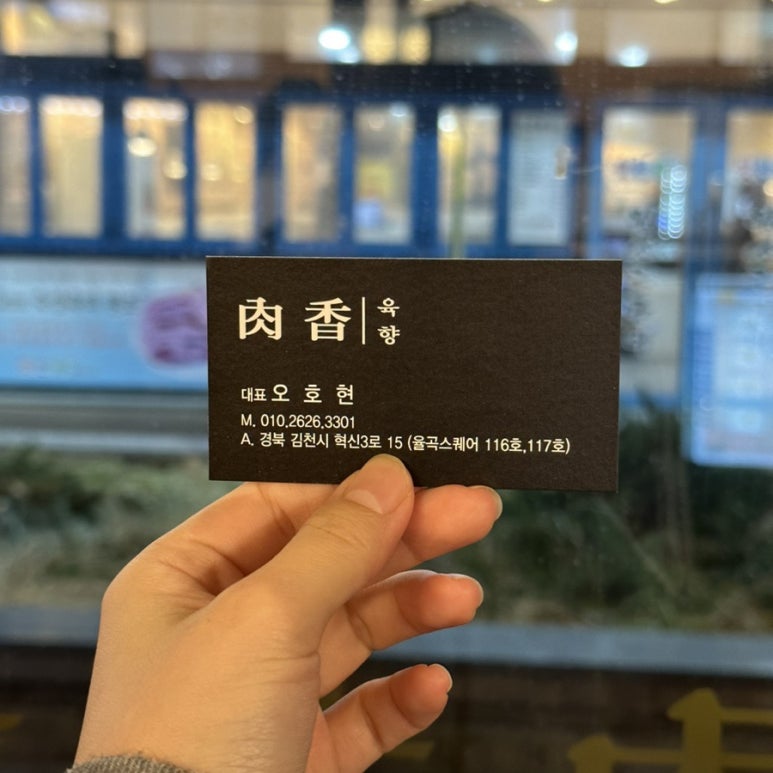 肉香 육향
대표 오호현
M. 010.2626.3301
A. 경북 김천시 혁신3로 15 (율곡스퀘어 116호,117호)